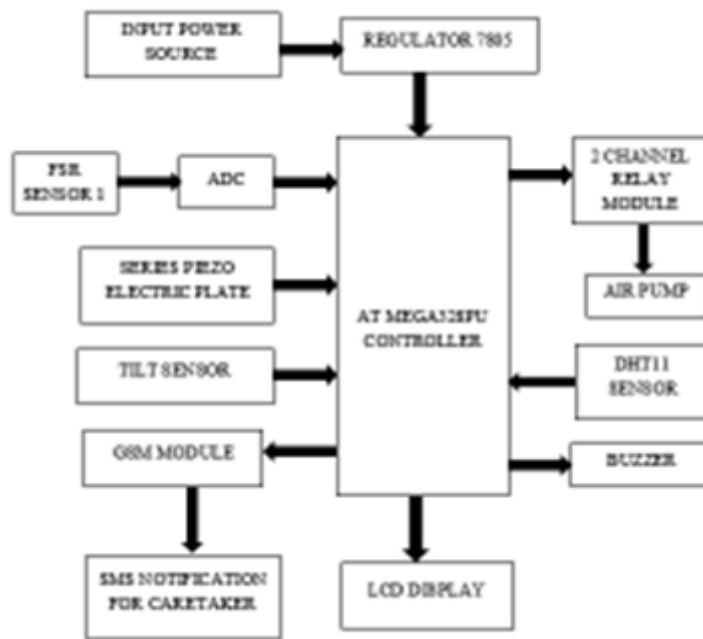 INPUT POWER
SOURCE
REGULATOR 7805
FSR
SENSOR 1
ADC
2 CHANNEL
RELAY
MODULE
SERIES PIEZO
ELECTRIC PLATE
AT MEGA328PU
CONTROLLER
AIR PUMP
TILT SENSOR
DHT11
SENSOR
GSM MODULE
BUZZER
SMS NOTIFICATION
FOR CARETAKER
LCD DISPLAY